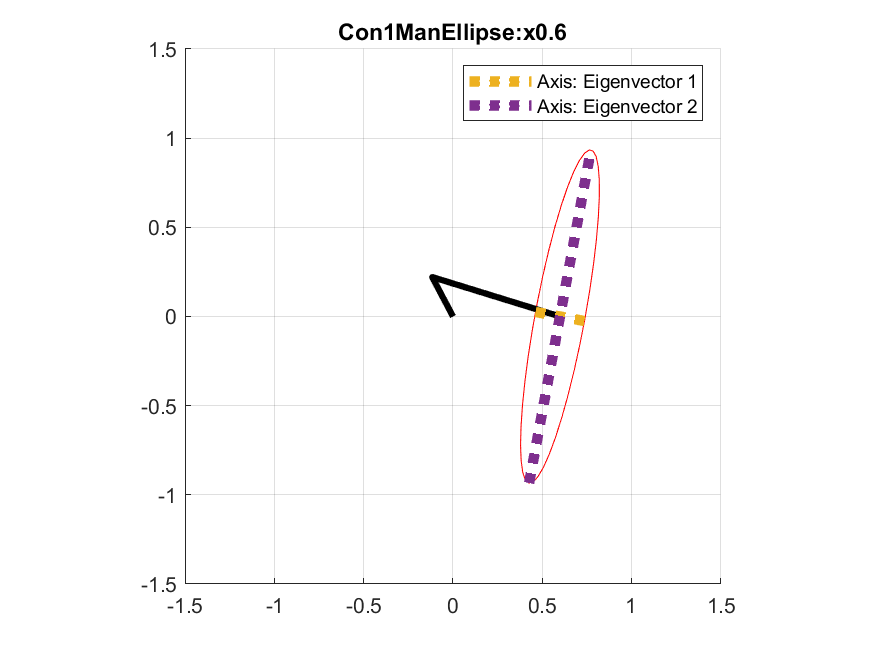 Con1ManEllipse:x0.6
1.5
Axis: Eigenvector 1
Axis: Eigenvector 2
1
0.5
0
-0.5
-1
-1.5
-1.5 -1 -0.5 0 0.5 1 1.5